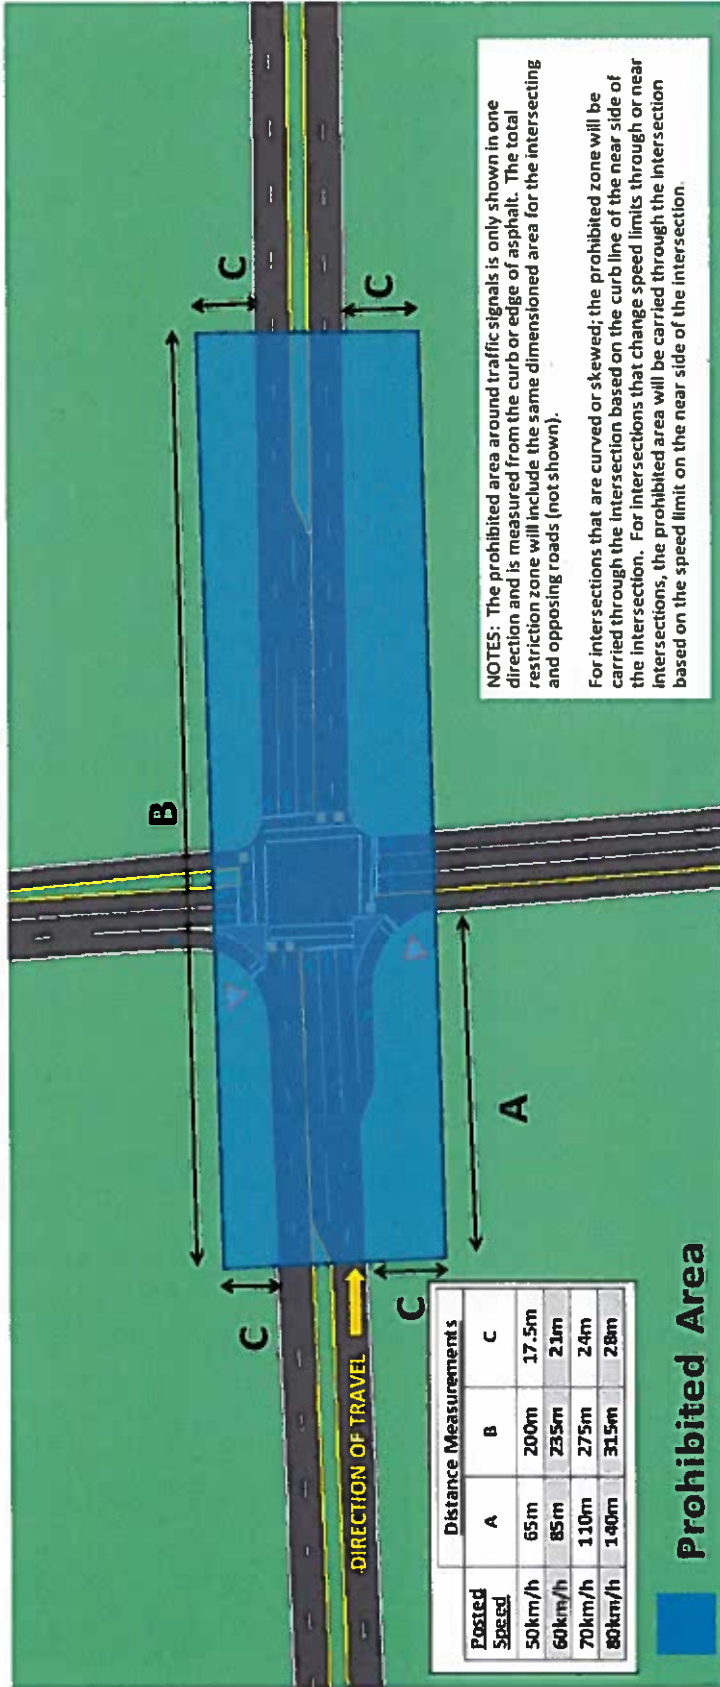 B
C
C
C
C
A
DIRECTION OF TRAVEL
Distance Measurements
Posted Speed A B C
50km/h 65m 200m 17.5m
60km/h 85m 235m 21m
70km/h 110m 275m 24m
80km/h 140m 315m 28m
Prohibited Area
NOTES: The prohibited area around traffic signals is only shown in one
direction and is measured from the curb or edge of asphalt. The total
restriction zone will include the same dimensioned area for the intersecting
and opposing roads (not shown).
For intersections that are curved or skewed; the prohibited zone will be
carried through the intersection based on the curb line of the near side of
the intersection. For intersections that change speed limits through or near
intersections, the prohibited area will be carried through the intersection
based on the speed limit on the near side of the intersection.